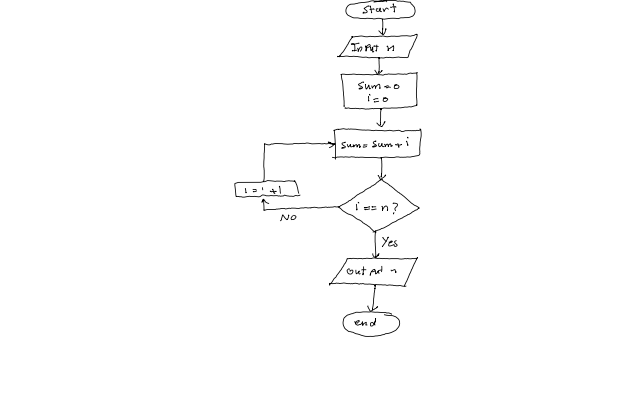 start
Input n
sum=0
i=0
sum=sum+i
i=i+1
i==n?
NO
Yes
output n
end